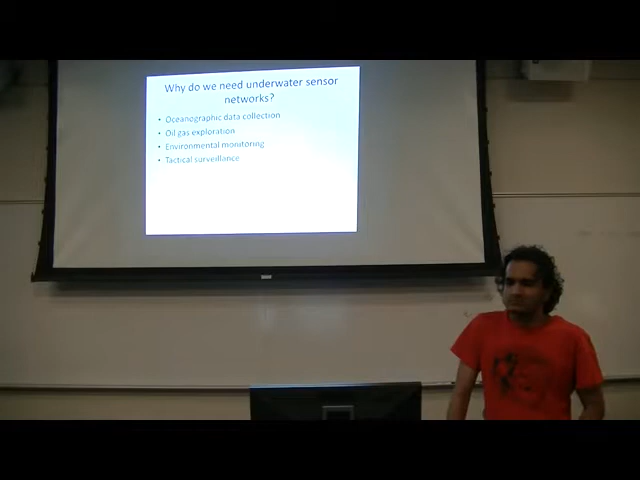 Why do we need underwater sensor
networks?
• Oceanographic data collection
• Oil gas exploration
• Environmental monitoring
• Tactical surveillance